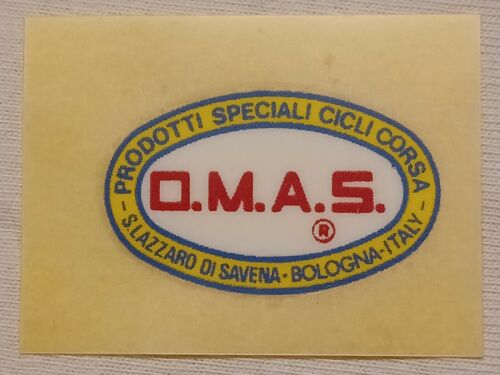 PRODOTTI SPECIALI CICLI CORSA
O.M.A.S.
®
- S.LAZZARO DI SAVENA - BOLOGNA - ITALY -